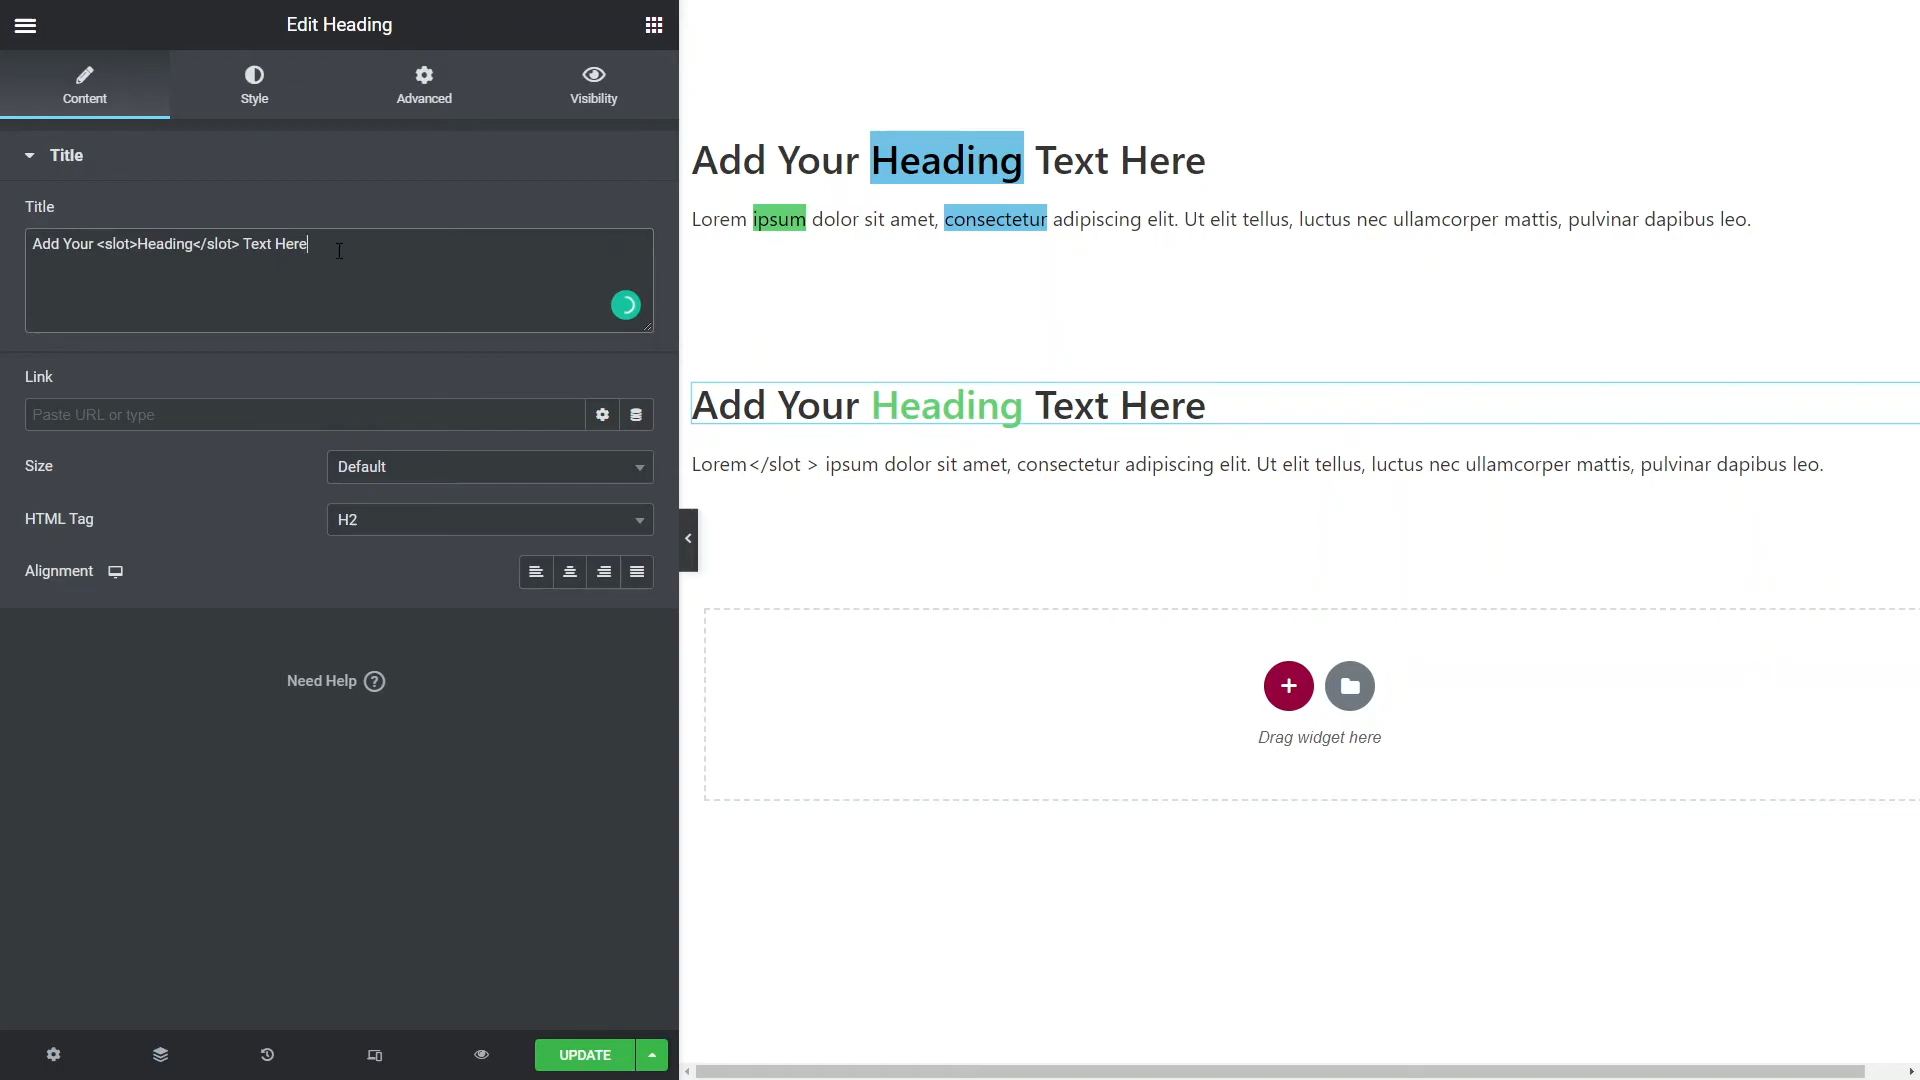 Edit Heading
Content
Style
Advanced
Visibility
Title
Title
Add Your <slot>Heading</slot> Text Here
Link
Paste URL or type
Size
Default
HTML Tag
H2
Alignment
Need Help ?
UPDATE
Add Your Heading Text Here
Lorem ipsum dolor sit amet, consectetur adipiscing elit. Ut elit tellus, luctus nec ullamcorper mattis, pulvinar dapibus leo.
Add Your Heading Text Here
Lorem</slot > ipsum dolor sit amet, consectetur adipiscing elit. Ut elit tellus, luctus nec ullamcorper mattis, pulvinar dapibus leo.
Drag widget here